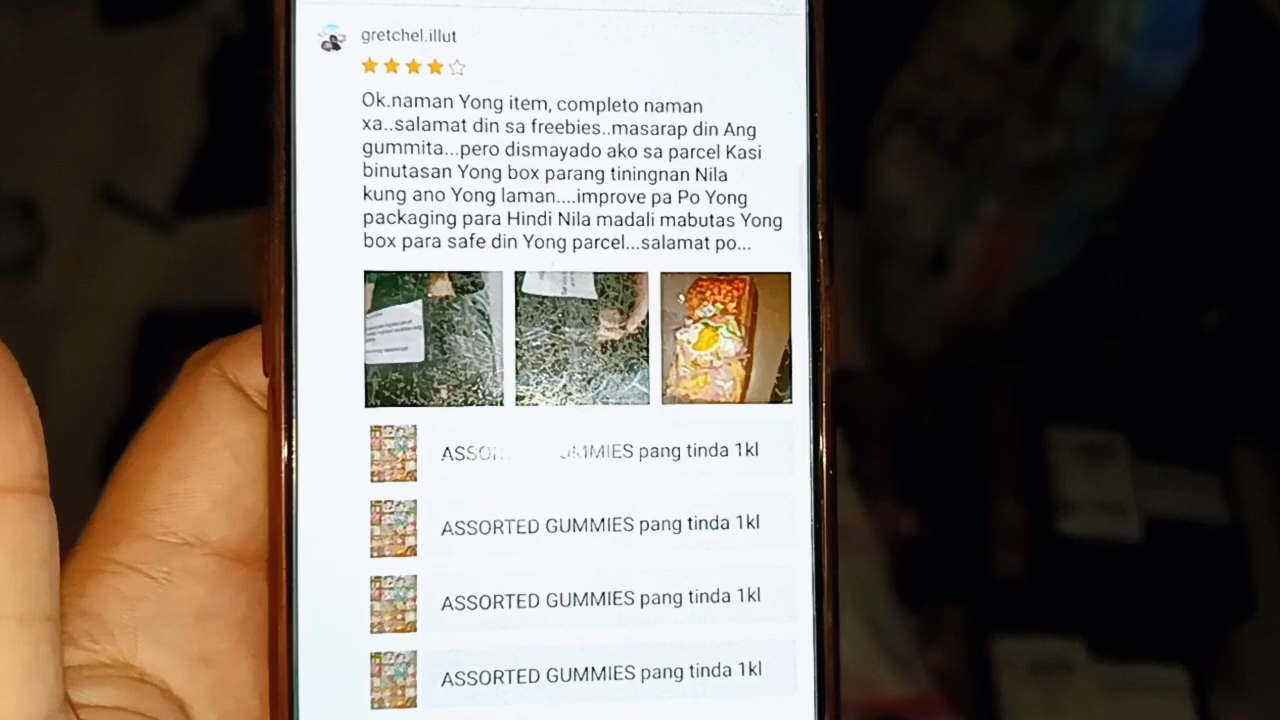 gretchel.illut
Ok.naman Yong item, completo naman
xa..salamat din sa freebies..masarap din Ang
gummita...pero dismayado ako sa parcel Kasi
binutasan Yong box parang tiningnan Nila
kung ano Yong laman....improve pa Po Yong
packaging para Hindi Nila madali mabutas Yong
box para safe din Yong parcel...salamat po...
pang tinda 1kl
ASSORTED GUMMIES pang tinda 1kl
ASSORTED GUMMIES pang tinda 1kl
ASSORTED GUMMIES pang tinda 1kl